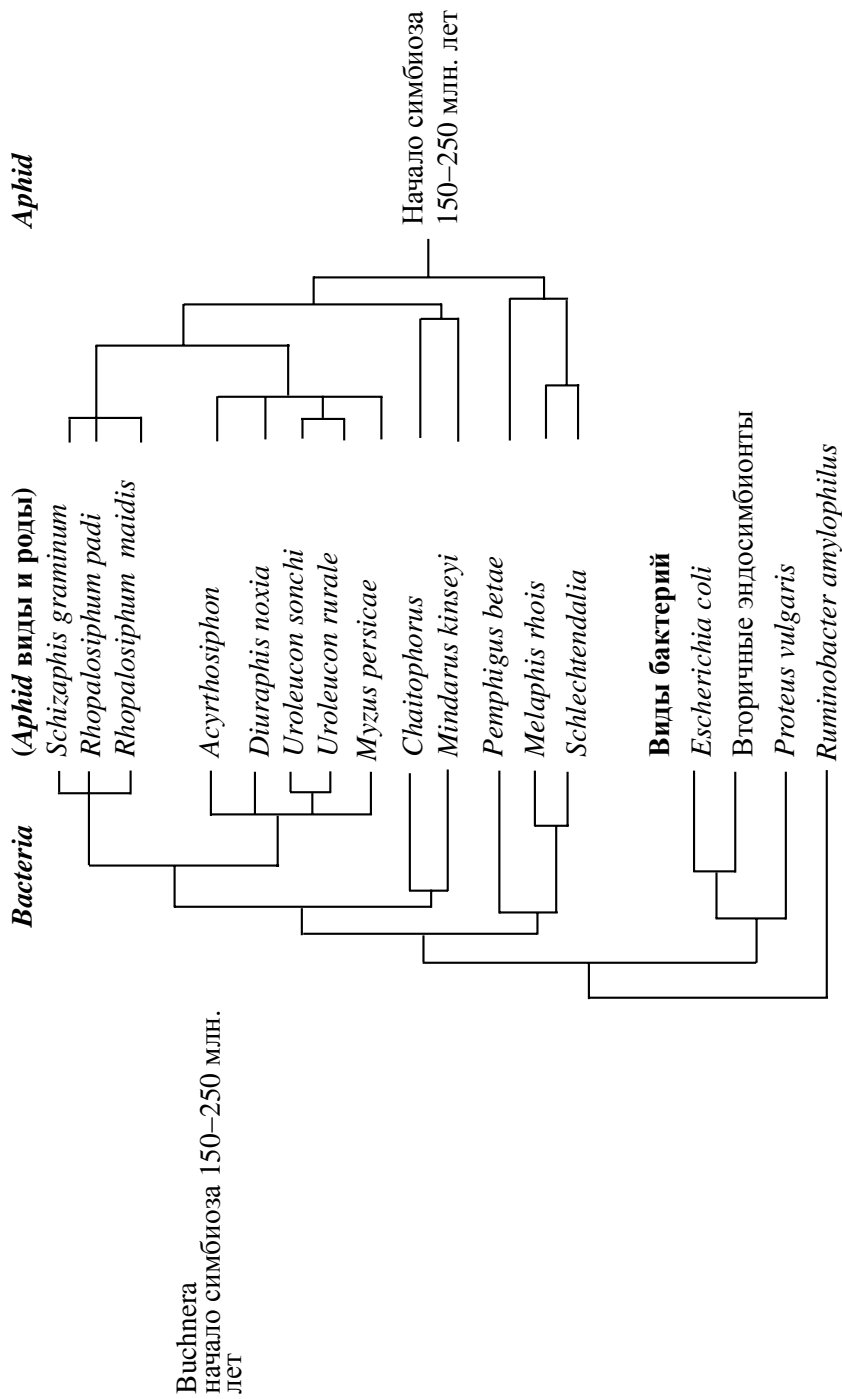 Bacteria
Aphid
(Aphid виды и роды)
Schizaphis graminum
Rhopalosiphum padi
Rhopalosiphum maidis
Acyrthosiphon
Diuraphis noxia
Uroleucon sonchi
Uroleucon rurale
Myzus persicae
Chaitophorus
Mindarus kinseyi
Pemphigus betae
Melaphis rhois
Schlechtendalia
Виды бактерий
Escherichia coli
Вторичные эндосимбионты
Proteus vulgaris
Ruminobacter amylophilus
Buchnera
начало симбиоза 150–250 млн.
лет
Начало симбиоза
150–250 млн. лет